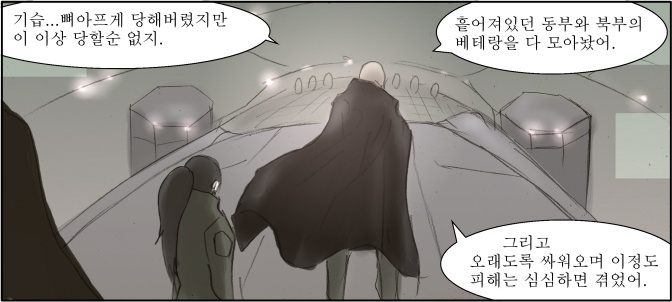 기습...뼈아프게 당해버렸지만
이 이상 당할순 없지.
흩어져있던 동부와 북부의
베테랑을 다 모아놨어.
그리고
오래도록 싸워오며 이정도
피해는 심심하면 겪었어.